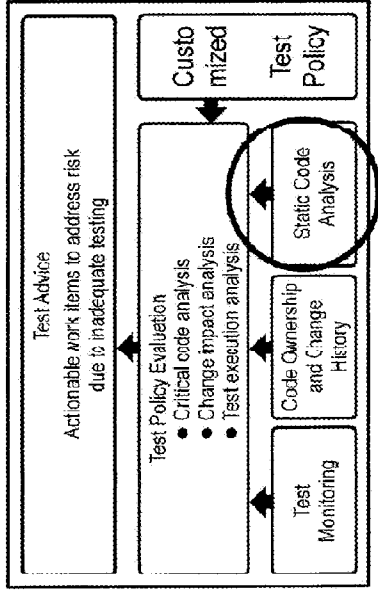 Test Advice
Actionable work items to address risk
due to inadequate testing
Test Policy Evaluation
● Critical code analysis
● Change impact analysis
● Test execution analysis
Custo
mized
Test
Policy
Test
Monitoring
Code Ownership
and Change
History
Static Code
Analysis